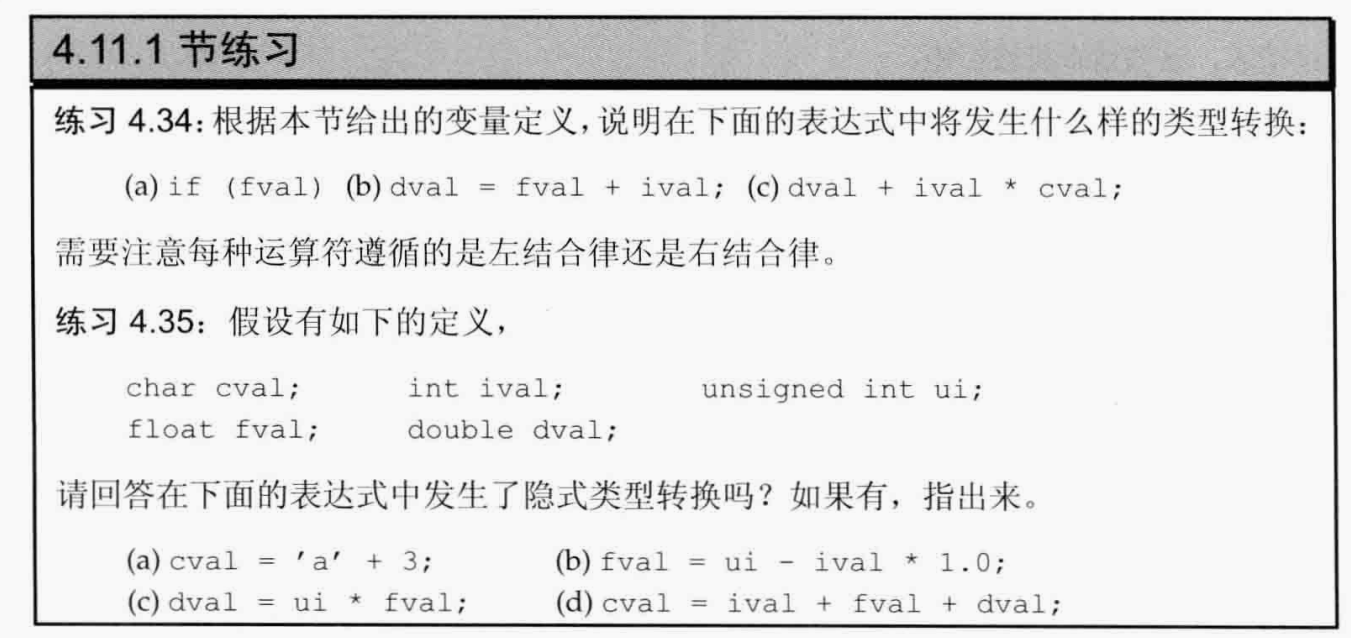 4.11.1 节练习
练习 4.34：根据本节给出的变量定义，说明在下面的表达式中将发生什么样的类型转换：
(a) if (fval) (b) dval = fval + ival; (c) dval + ival * cval;
需要注意每种运算符遵循的是左结合律还是右结合律。
练习 4.35：假设有如下的定义，
char cval; int ival; unsigned int ui;
float fval; double dval;
请回答在下面的表达式中发生了隐式类型转换吗？如果有，指出来。
(a) cval = 'a' + 3; (b) fval = ui - ival * 1.0;
(c) dval = ui * fval; (d) cval = ival + fval + dval;